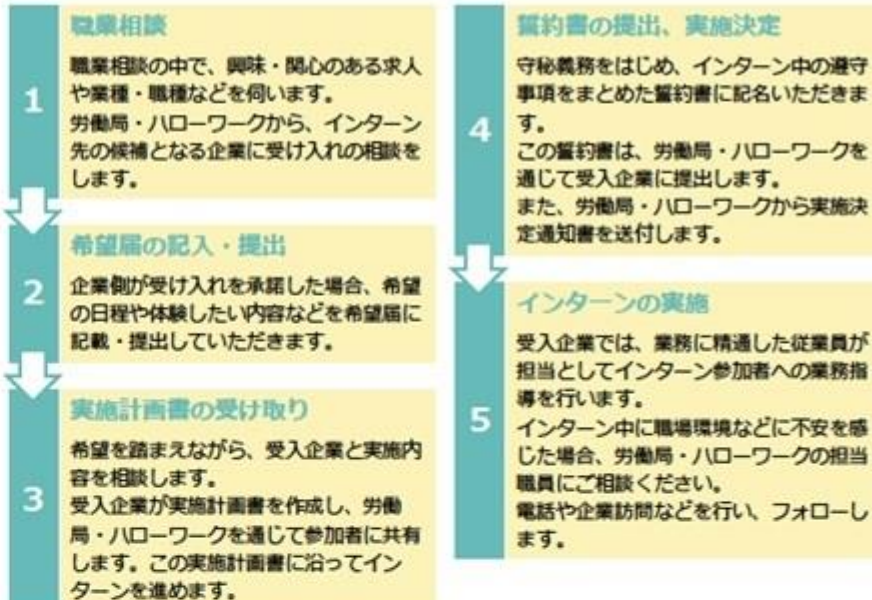 1
職業相談
職業相談の中で、興味・関心のある求人
や業種・職種などを伺います。
労働局・ハローワークから、インターン
先の候補となる企業に受け入れの相談を
します。
2
希望届の記入・提出
企業側が受け入れを承諾した場合、希望
の日程や体験したい内容などを希望届に
記載・提出していただきます。
3
実施計画書の受け取り
希望を踏まえながら、受入企業と実施内
容を相談します。
受入企業が実施計画書を作成し、労働
局・ハローワークを通じて参加者に共有
します。この実施計画書に沿ってイン
ターンを進めます。
4
誓約書の提出、実施決定
守秘義務をはじめ、インターン中の遵守
事項をまとめた誓約書に記名いただきま
す。
この誓約書は、労働局・ハローワークを
通じて受入企業に提出します。
また、労働局・ハローワークから実施決
定通知書を送付します。
5
インターンの実施
受入企業では、業務に精通した従業員が
担当としてインターン参加者への業務指
導を行います。
インターン中に職場環境などに不安を感
じた場合、労働局・ハローワークの担当
職員にご相談ください。
電話や企業訪問などを行い、フォローし
ます。